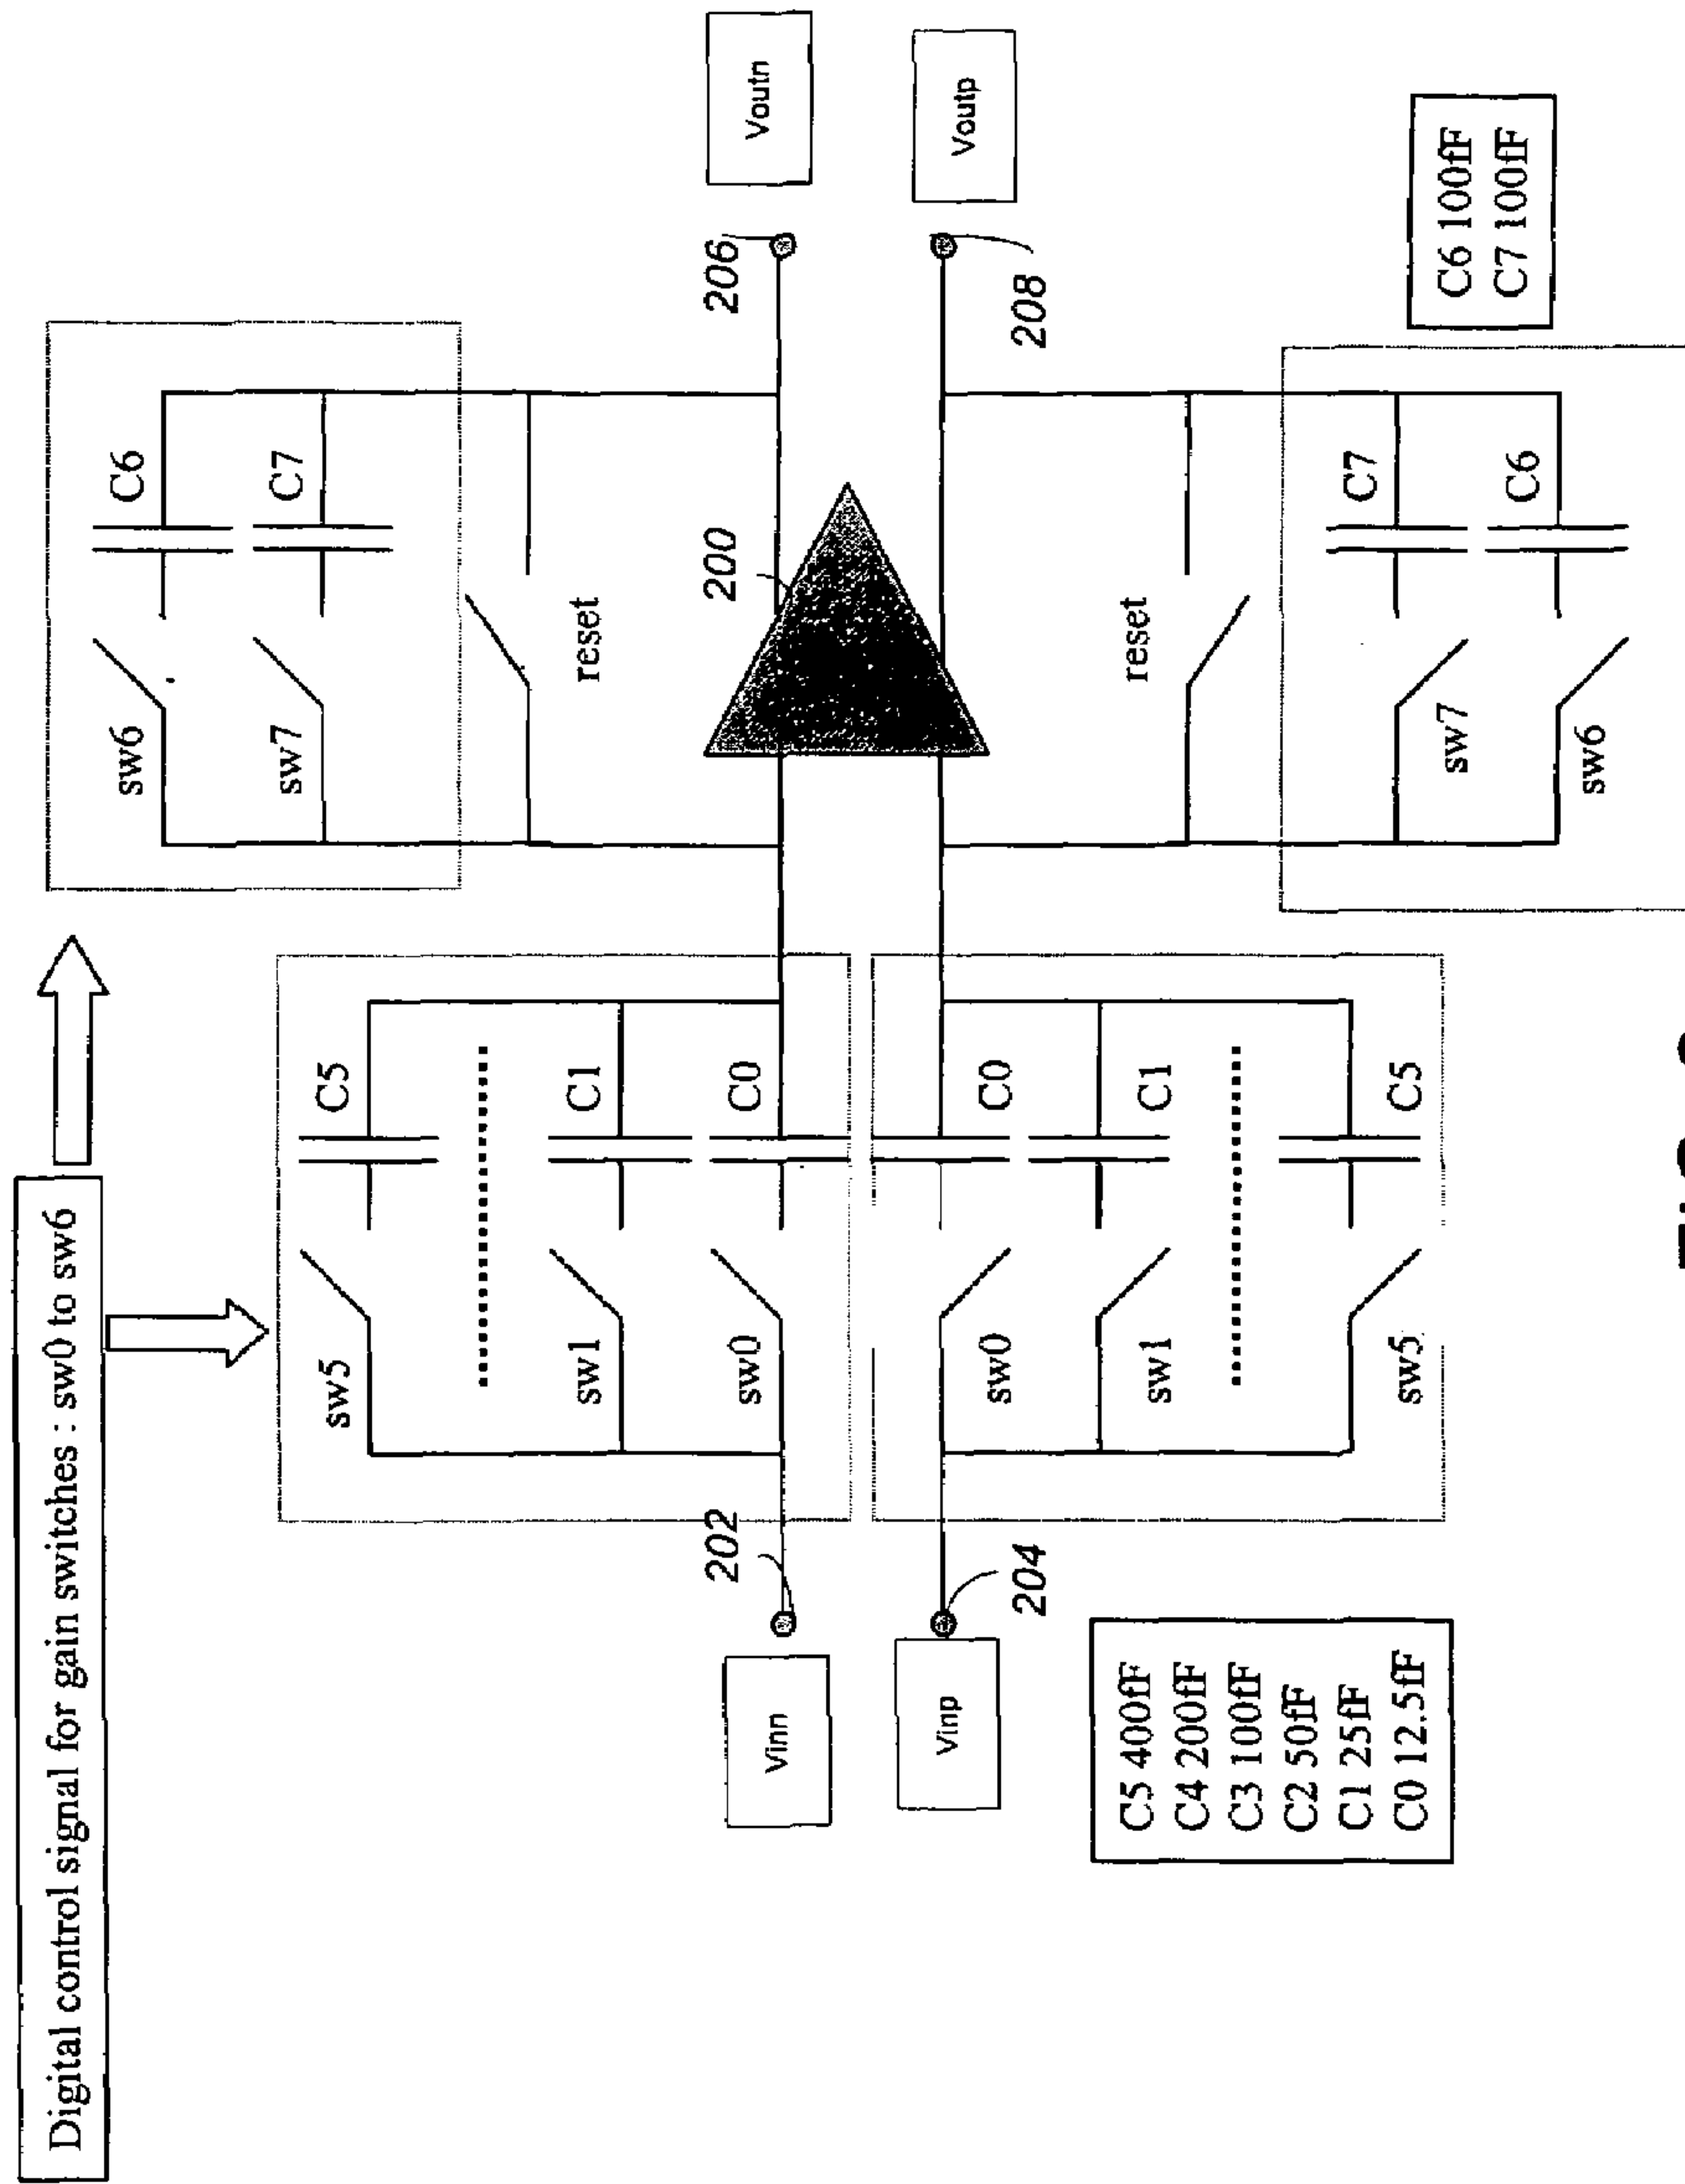 Digital control signal for gain switches : sw0 to sw6
sw6
C6
sw7
C7
reset
sw5
C5
sw1
C1
sw0
C0
200
202
206
Vinn
Voutn
Vinp
Voutp
204
208
sw0
C0
sw1
C1
sw5
C5
reset
sw7
C7
sw6
C6
C5 400fF
C4 200fF
C3 100fF
C2 50fF
C1 25fF
C0 12.5fF
C6 100fF
C7 100fF